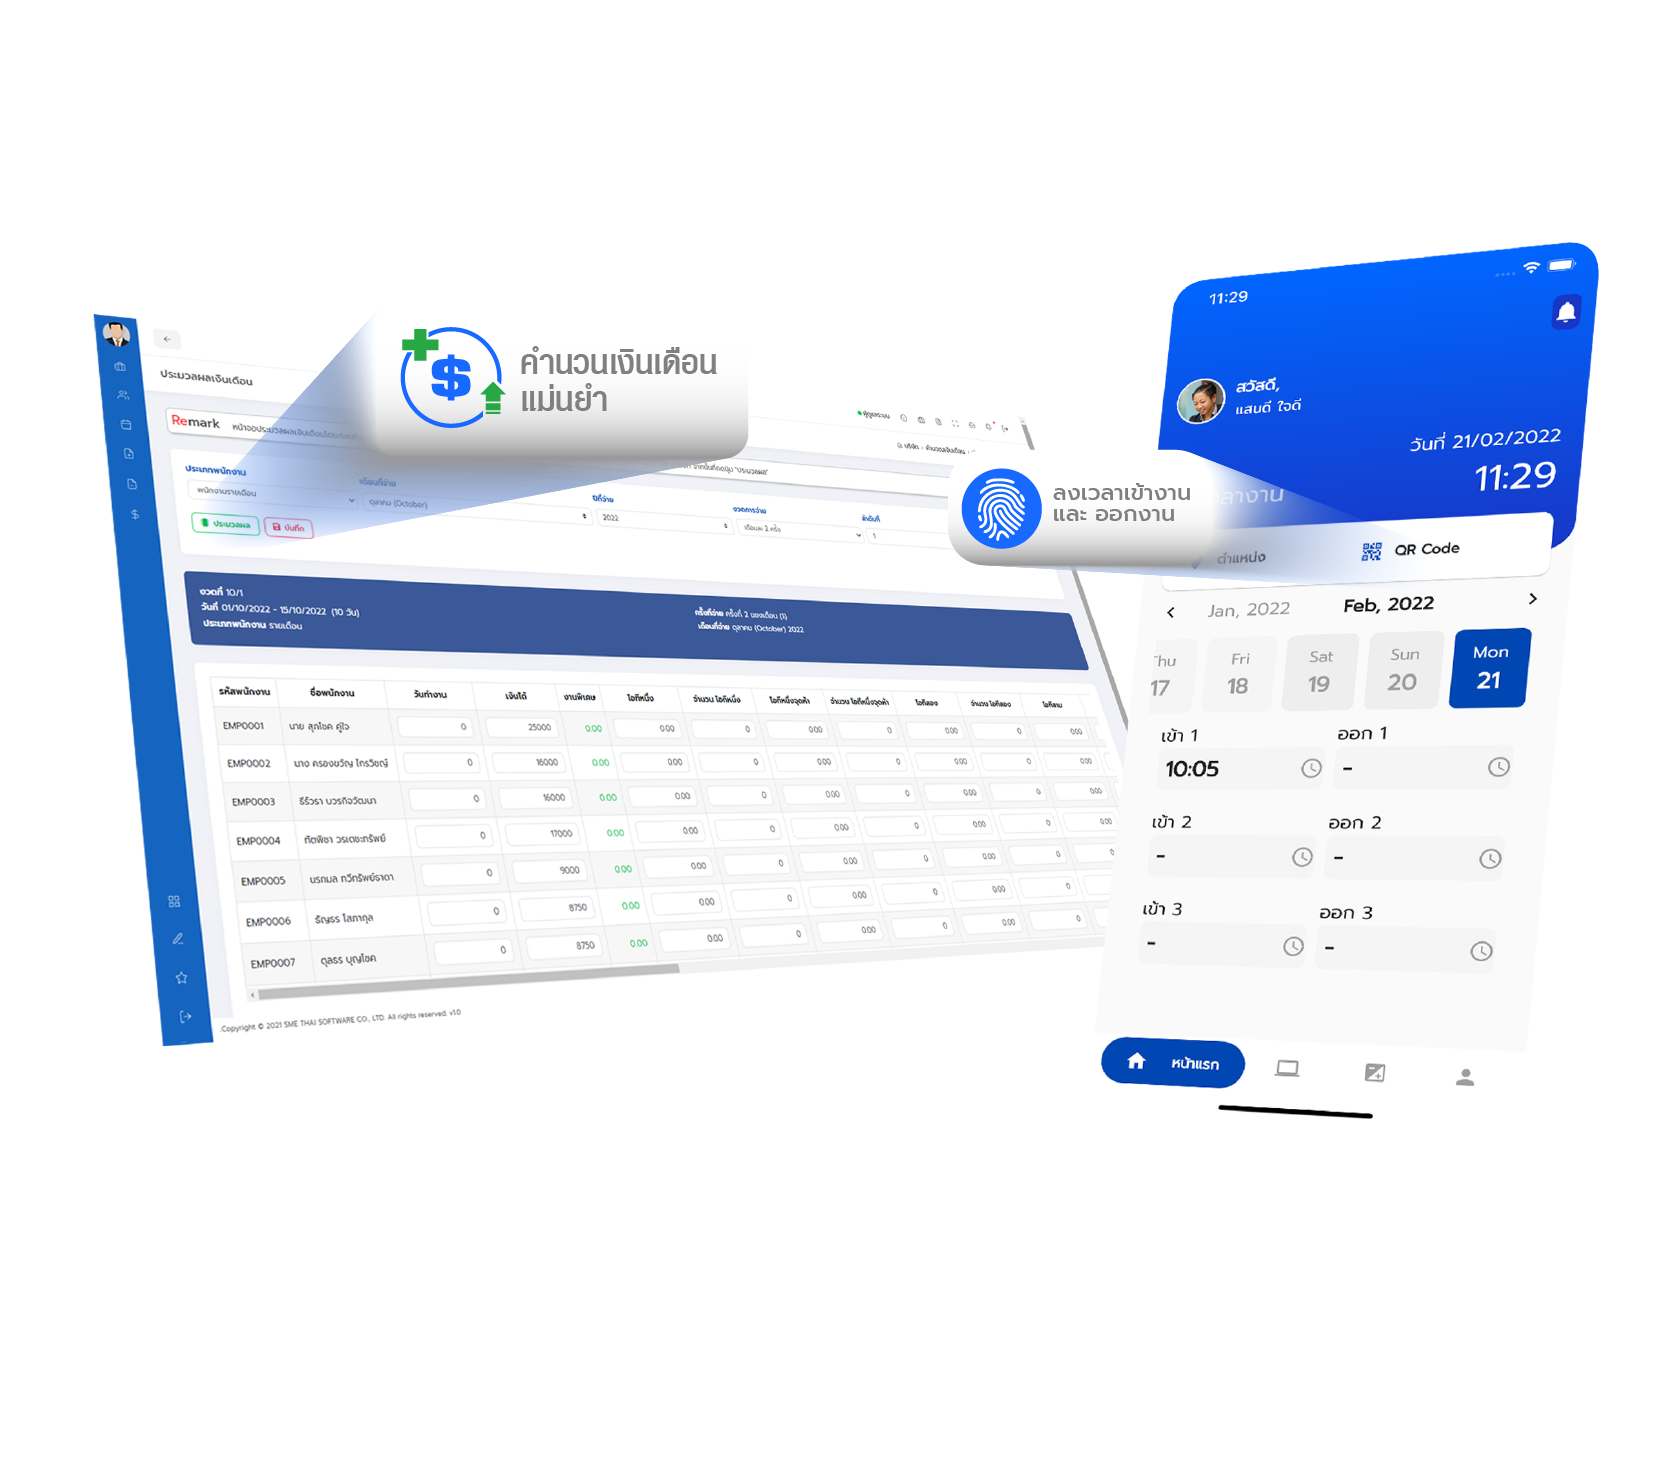 คำนวนเงินเดือน
แม่นยำ
ประมวลผลเงินเดือน
Remark หน้าจอประมวลผลเงินเดือน
ผู้ดูแลระบบ
บริษัท
คำนวณเงินเดือน
ประเภทพนักงาน
พนักงานรายเดือน
เดือนที่จ่าย
ตุลาคม (October)
ปีที่จ่าย
2022
งวดการจ่าย
เดือนละ 2 ครั้ง
ลำดับที่
1
ประมวลผล
บันทึก
งวดที่ 10/1
วันที่ 01/10/2022 - 15/10/2022 (10 วัน)
ประเภทพนักงาน รายเดือน
ครั้งที่จ่าย ครั้งที่ 2 ของเดือน (1)
เดือนที่จ่าย ตุลาคม (October) 2022
รหัสพนักงาน ชื่อพนักงาน วันทำงาน เงินได้ งานพิเศษ โอทีหนึ่ง จำนวน โอทีหนึ่ง โอทีหนึ่งจุดห้า จำนวน โอทีหนึ่งจุดห้า โอทีสอง จำนวน โอทีสอง โอทีสาม
EMP0001 นาย สุภโชค คู่ใจ 0 25000 0.00 0.00 0 0.00 0 0.00 0 0.00
EMP0002 นาง ครองขวัญ ไกรวิชญ์ 0 16000 0.00 0.00 0 0.00 0 0.00 0 0.00
EMP0003 ธีร์วรา บวรกิจวัฒนา 0 16000 0.00 0.00 0 0.00 0 0.00 0 0.00
EMP0004 ทัตพิชา วรเดชะทรัพย์ 0 17000 0.00 0.00 0 0.00 0 0.00 0 0.00
EMP0005 นรกมล ทวีทรัพย์ธาดา 0 9000 0.00 0.00 0 0.00 0 0.00 0
EMP0006 ธัญธร โสภากุล 0 8750 0.00 0.00 0 0.00 0 0.00 0
EMP0007 ตุลธร บุญโชค 0 8750 0.00 0.00 0 0.00 0 0.00 0
Copyright © 2021 SME THAI SOFTWARE CO., LTD. All rights reserved. v1.0
11:29
สวัสดี,
แสนดี ใจดี
วันที่ 21/02/2022
11:29
ลงเวลาเข้างาน
และ ออกงาน
ตำแหน่ง
QR Code
Jan, 2022
Feb, 2022
Thu Fri Sat Sun Mon
17 18 19 20 21
เข้า 1 ออก 1
10:05 -
เข้า 2 ออก 2
- -
เข้า 3 ออก 3
- -
หน้าแรก